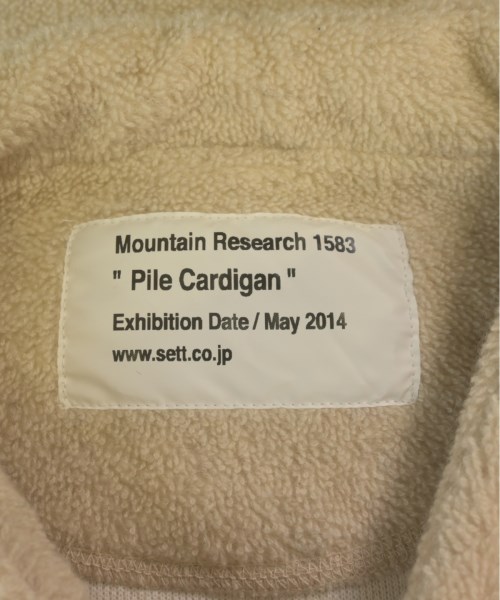 Mountain Research 1583
" Pile Cardigan "
Exhibition Date / May 2014
www.sett.co.jp